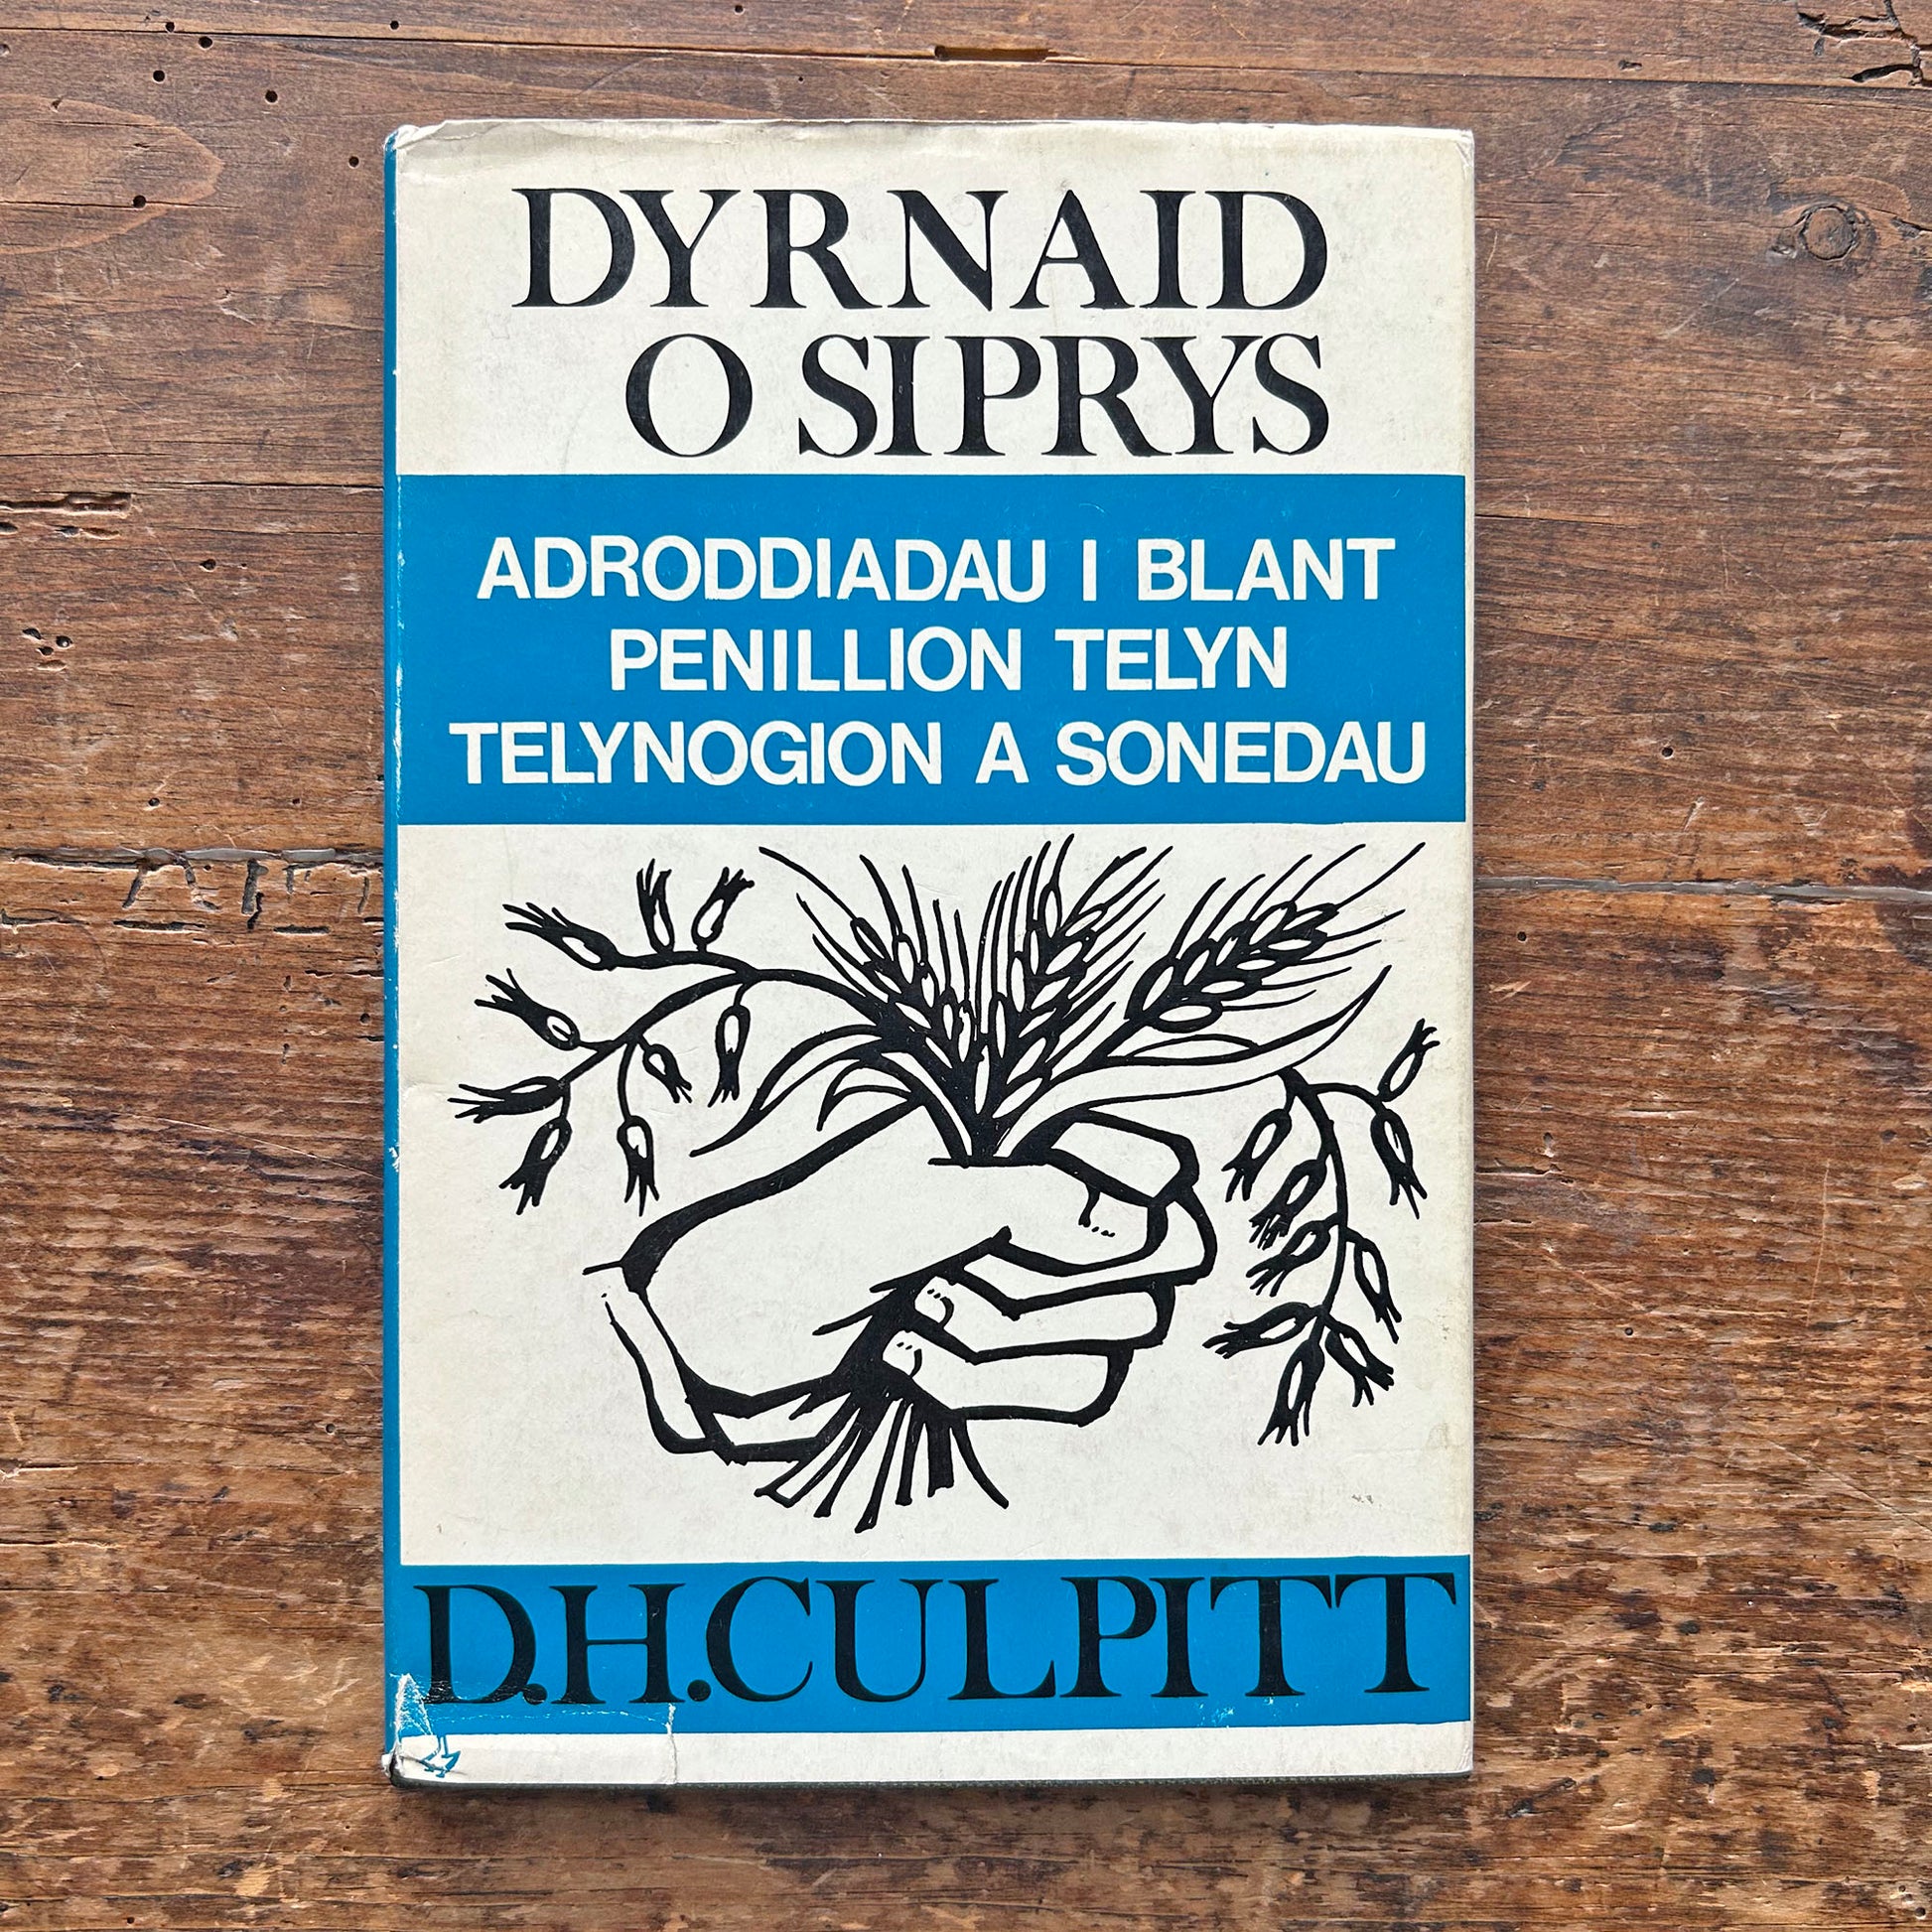 DYRNAID
O SIPRYS
ADRODDIADAU I BLANT
PENILLION TELYN
TELYNOGION A SONEDAU
D.H.CULPITT